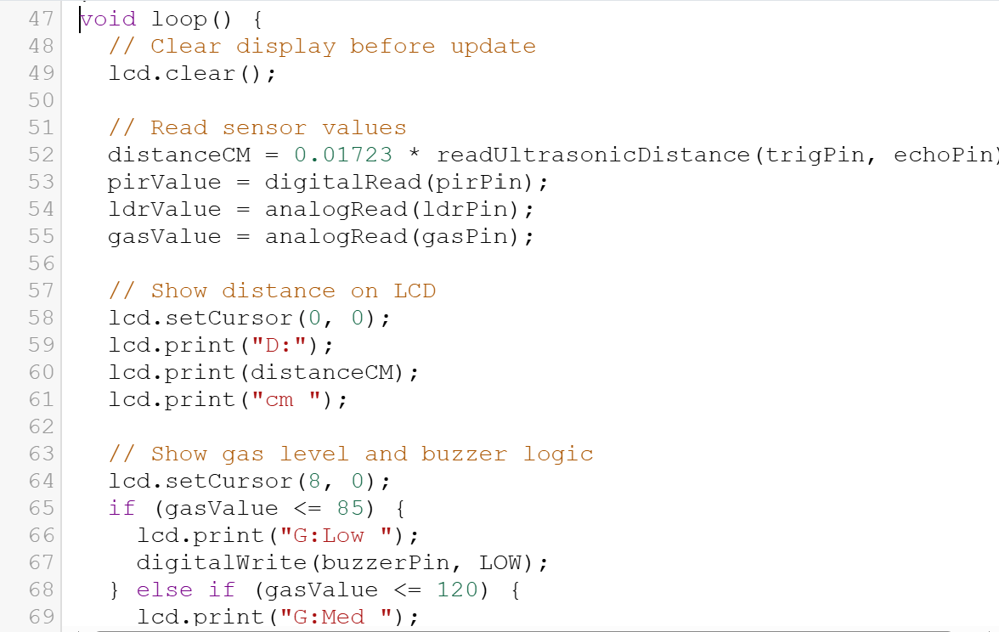 47 void loop() {
48   // Clear display before update
49   lcd.clear();
50
51   // Read sensor values
52   distanceCM = 0.01723 * readUltrasonicDistance(trigPin, echoPin)
53   pirValue = digitalRead(pirPin);
54   ldrValue = analogRead(ldrPin);
55   gasValue = analogRead(gasPin);
56
57   // Show distance on LCD
58   lcd.setCursor(0, 0);
59   lcd.print("D:");
60   lcd.print(distanceCM);
61   lcd.print("cm ");
62
63   // Show gas level and buzzer logic
64   lcd.setCursor(8, 0);
65   if (gasValue <= 85) {
66     lcd.print("G:Low ");
67     digitalWrite(buzzerPin, LOW);
68   } else if (gasValue <= 120) {
69     lcd.print("G:Med ");